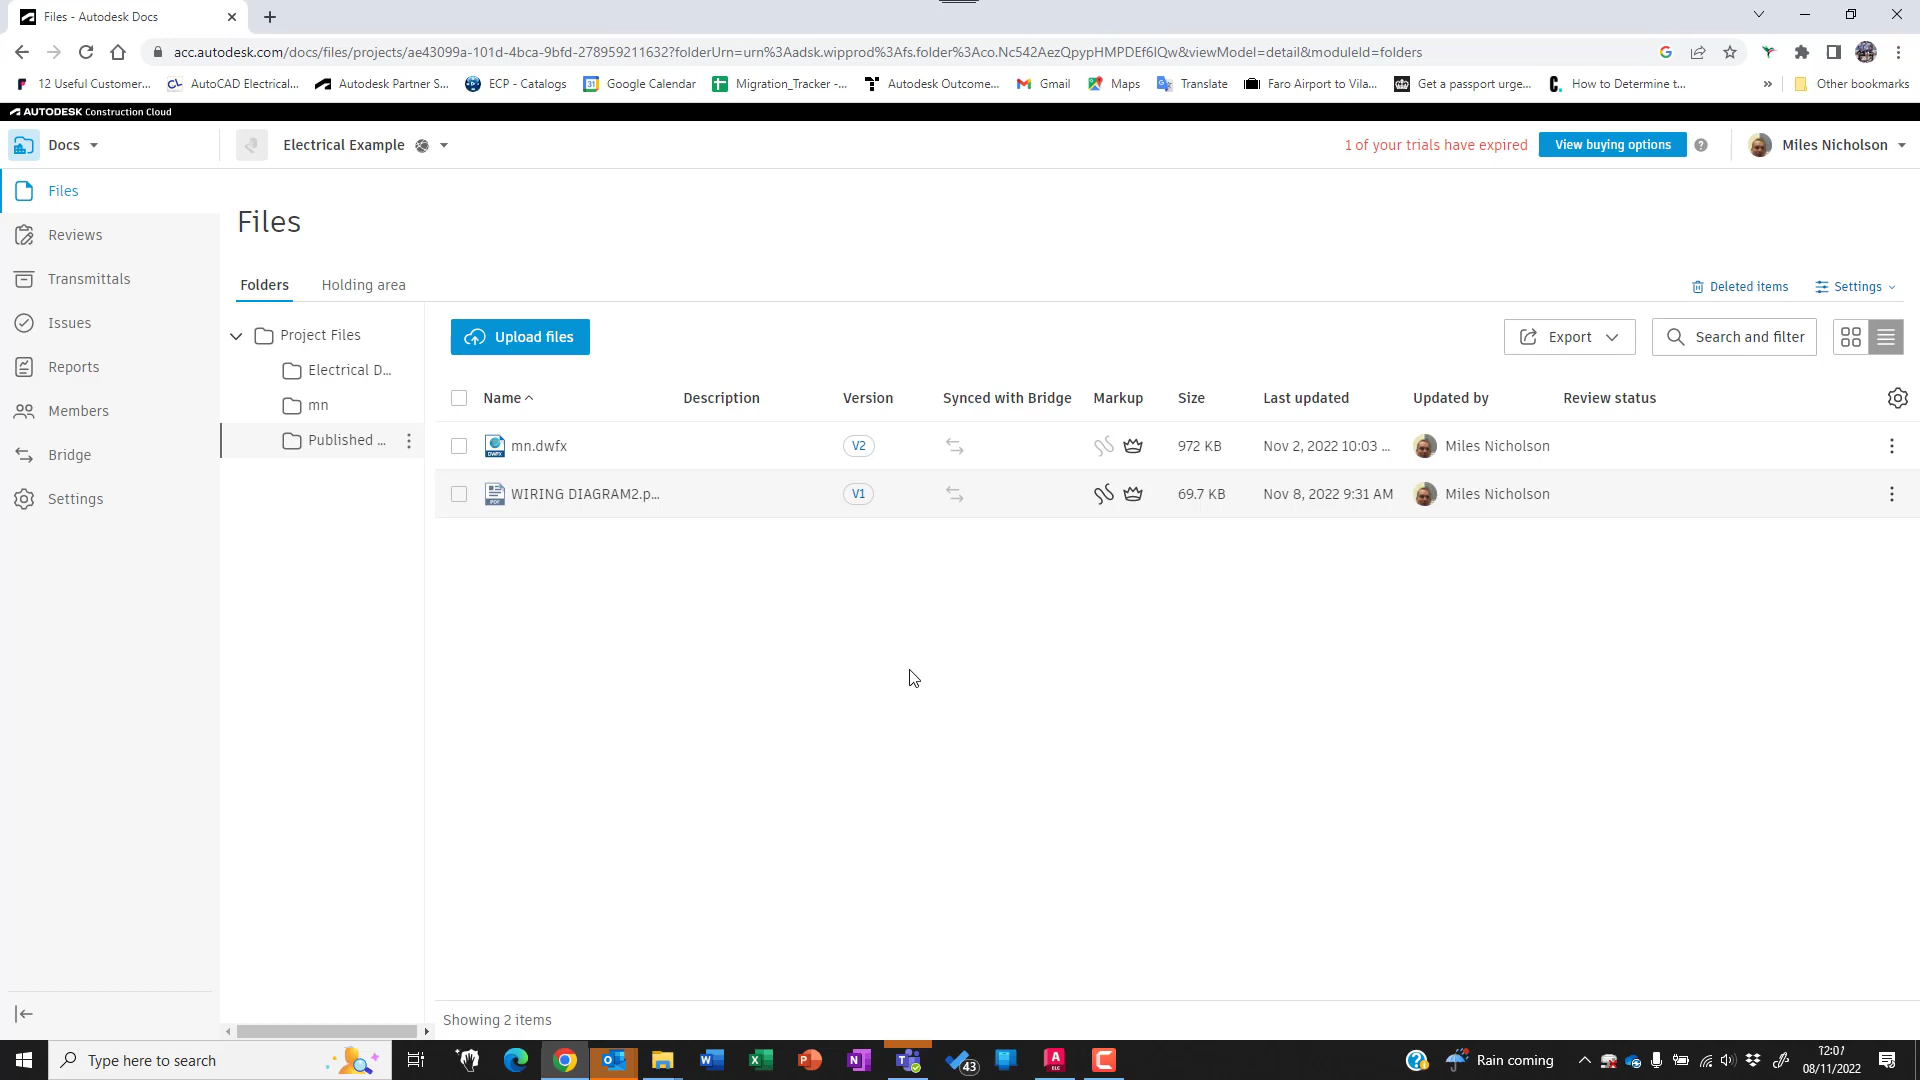 Files - Autodesk Docs
acc.autodesk.com/docs/files/projects/ae43099a-101d-4bca-9bfd-278959211632?folderUrn=urn%3Aadsk.wipprod%3Afs.folder%3Aco.Nc542AezQpypHMPDEf6lQw&viewModel=detail&moduleId=folders
12 Useful Customer... AutoCAD Electrical... Autodesk Partner S... ECP - Catalogs Google Calendar Migration_Tracker -... Autodesk Outcome... Gmail Maps Translate Faro Airport to Vila... Get a passport urge... How to Determine t... » Other bookmarks
AUTODESK Construction Cloud
Docs Electrical Example 1 of your trials have expired View buying options Miles Nicholson
Files
Reviews
Transmittals
Issues
Reports
Members
Bridge
Settings
Files
Folders Holding area Deleted items Settings
Project Files
Electrical D...
mn
Published ...
Upload files Export Search and filter
Name Description Version Synced with Bridge Markup Size Last updated Updated by Review status
DWFX mn.dwfx V2 972 KB Nov 2, 2022 10:03 ... Miles Nicholson
PDF WIRING DIAGRAM2.p... V1 69.7 KB Nov 8, 2022 9:31 AM Miles Nicholson
Showing 2 items
Type here to search 43 Rain coming 12:07
08/11/2022